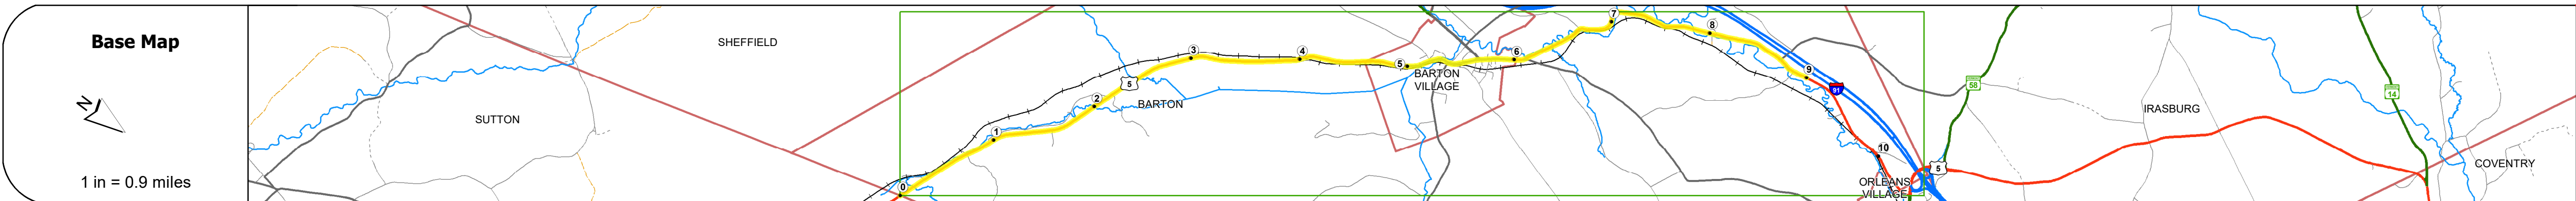 Base Map
N
1 in = 0.9 miles
SUTTON
SHEFFIELD
0
1
2
5
BARTON
3
4
5
BARTON
VILLAGE
6
7
8
9
91
10
ORLEANS
VILLAGE
5
58
IRASBURG
14
COVENTRY